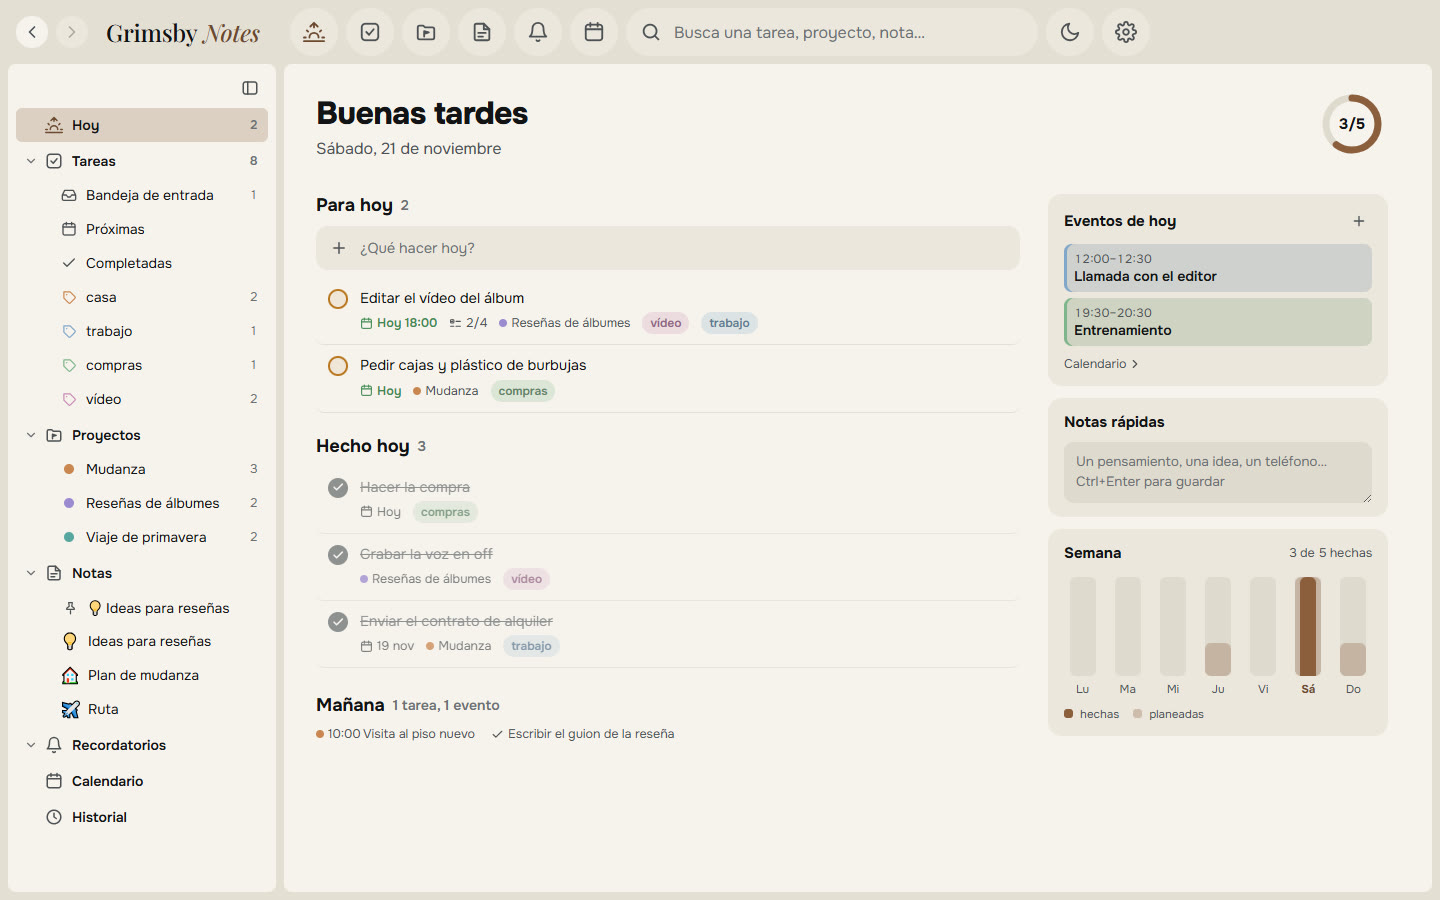 Grimsby Notes
Busca una tarea, proyecto, nota...
Hoy 2
Tareas 8
Bandeja de entrada 1
Próximas
Completadas
casa 2
trabajo 1
compras 1
vídeo 2
Proyectos
Mudanza 3
Reseñas de álbumes 2
Viaje de primavera 2
Notas
Ideas para reseñas
Ideas para reseñas
Plan de mudanza
Ruta
Recordatorios
Calendario
Historial
Buenas tardes
Sábado, 21 de noviembre
3/5
Para hoy 2
¿Qué hacer hoy?
Editar el vídeo del álbum
Hoy 18:00 2/4 Reseñas de álbumes vídeo trabajo
Pedir cajas y plástico de burbujas
Hoy Mudanza compras
Hecho hoy 3
Hacer la compra
Hoy compras
Grabar la voz en off
Reseñas de álbumes vídeo
Enviar el contrato de alquiler
19 nov Mudanza trabajo
Mañana 1 tarea, 1 evento
10:00 Visita al piso nuevo Escribir el guion de la reseña
Eventos de hoy
12:00–12:30
Llamada con el editor
19:30–20:30
Entrenamiento
Calendario
Notas rápidas
Un pensamiento, una idea, un teléfono...
Ctrl+Enter para guardar
Semana 3 de 5 hechas
Lu Ma Mi Ju Vi Sá Do
hechas planeadas